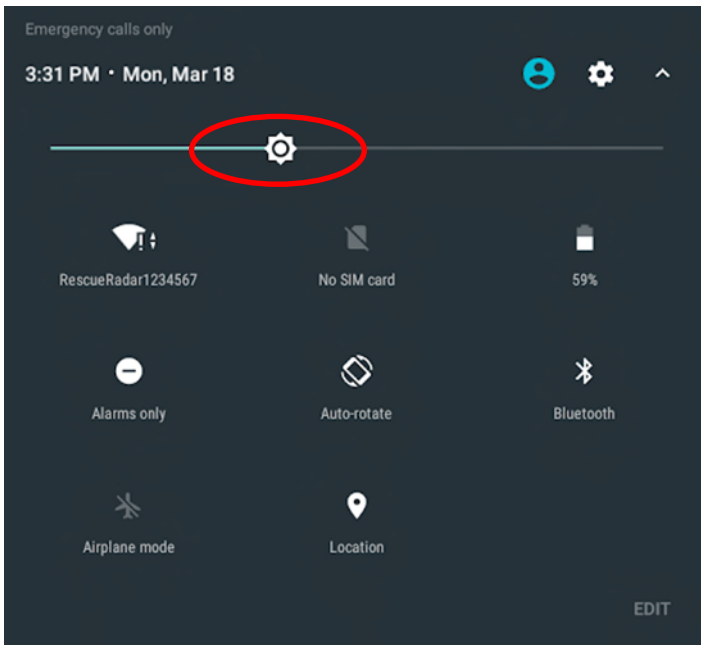 Emergency calls only
3:31 PM · Mon, Mar 18
RescueRadar1234567
No SIM card
59%
Alarms only
Auto-rotate
Bluetooth
Airplane mode
Location
EDIT